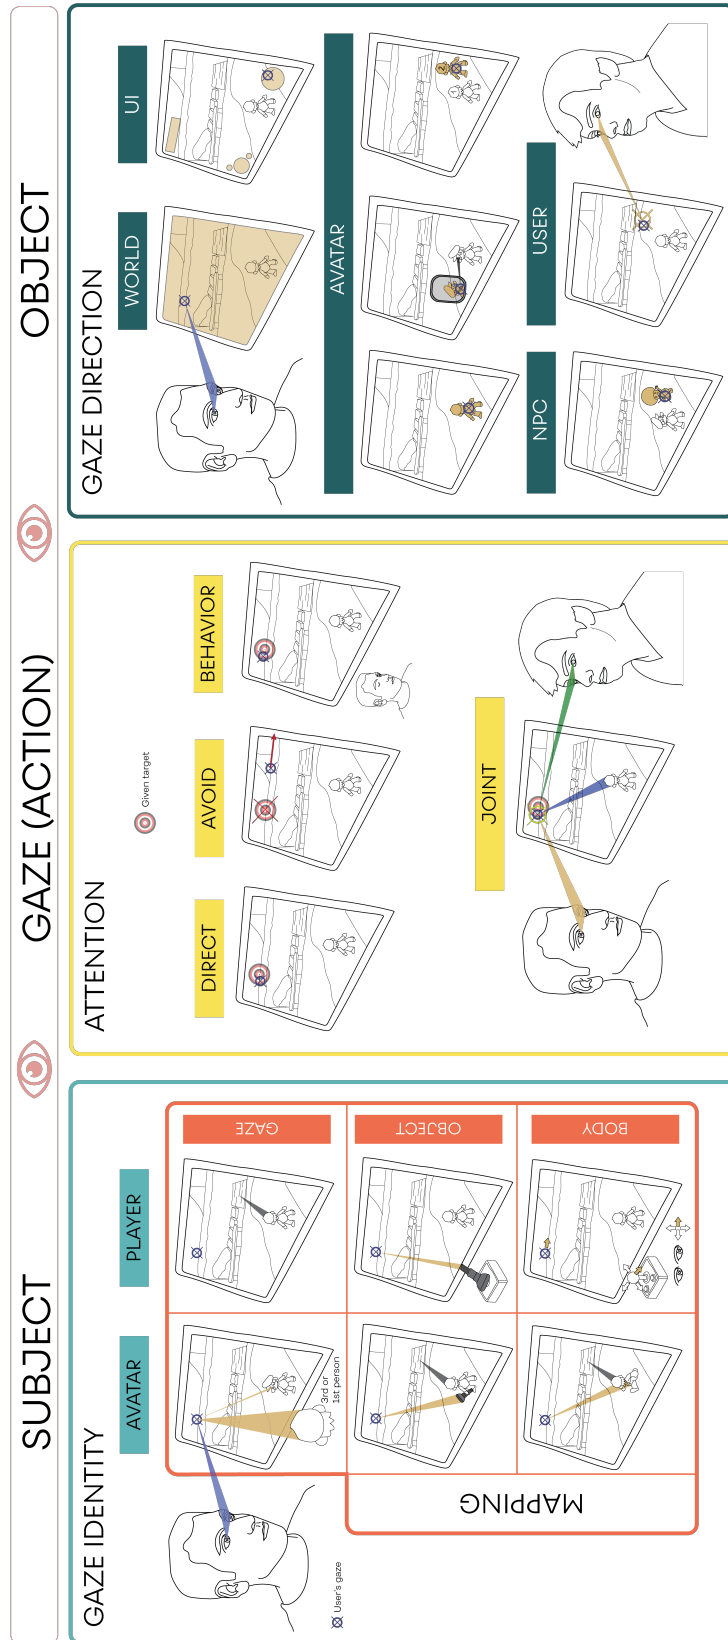 SUBJECT
GAZE (ACTION)
OBJECT
GAZE IDENTITY
AVATAR
PLAYER
GAZE
OBJECT
BODY
MAPPING
3rd or
1st person
User's gaze
ATTENTION
Given target
DIRECT
AVOID
BEHAVIOR
JOINT
GAZE DIRECTION
WORLD
UI
AVATAR
NPC
USER